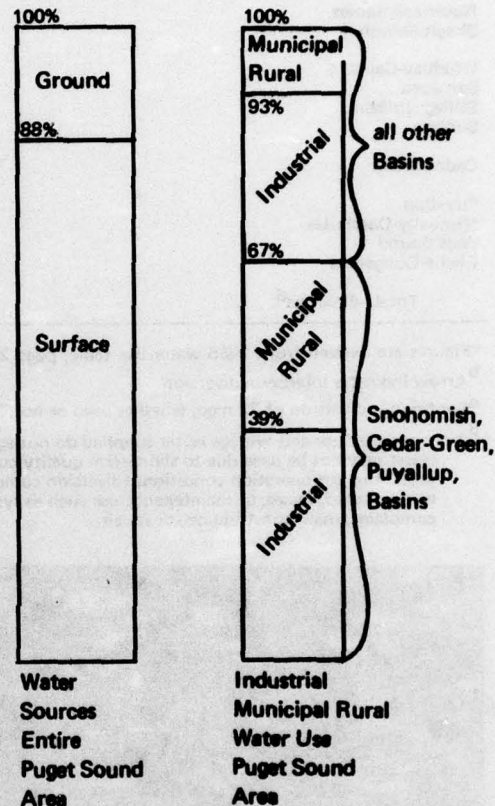 100%
Ground
88%
Surface
Water
Sources
Entire
Puget Sound
Area
100%
Municipal
Rural
93%
Industrial
67%
Municipal
Rural
39%
Industrial
all other
Basins
Snohomish,
Cedar-Green,
Puyallup,
Basins
Industrial
Municipal Rural
Water Use
Puget Sound
Area